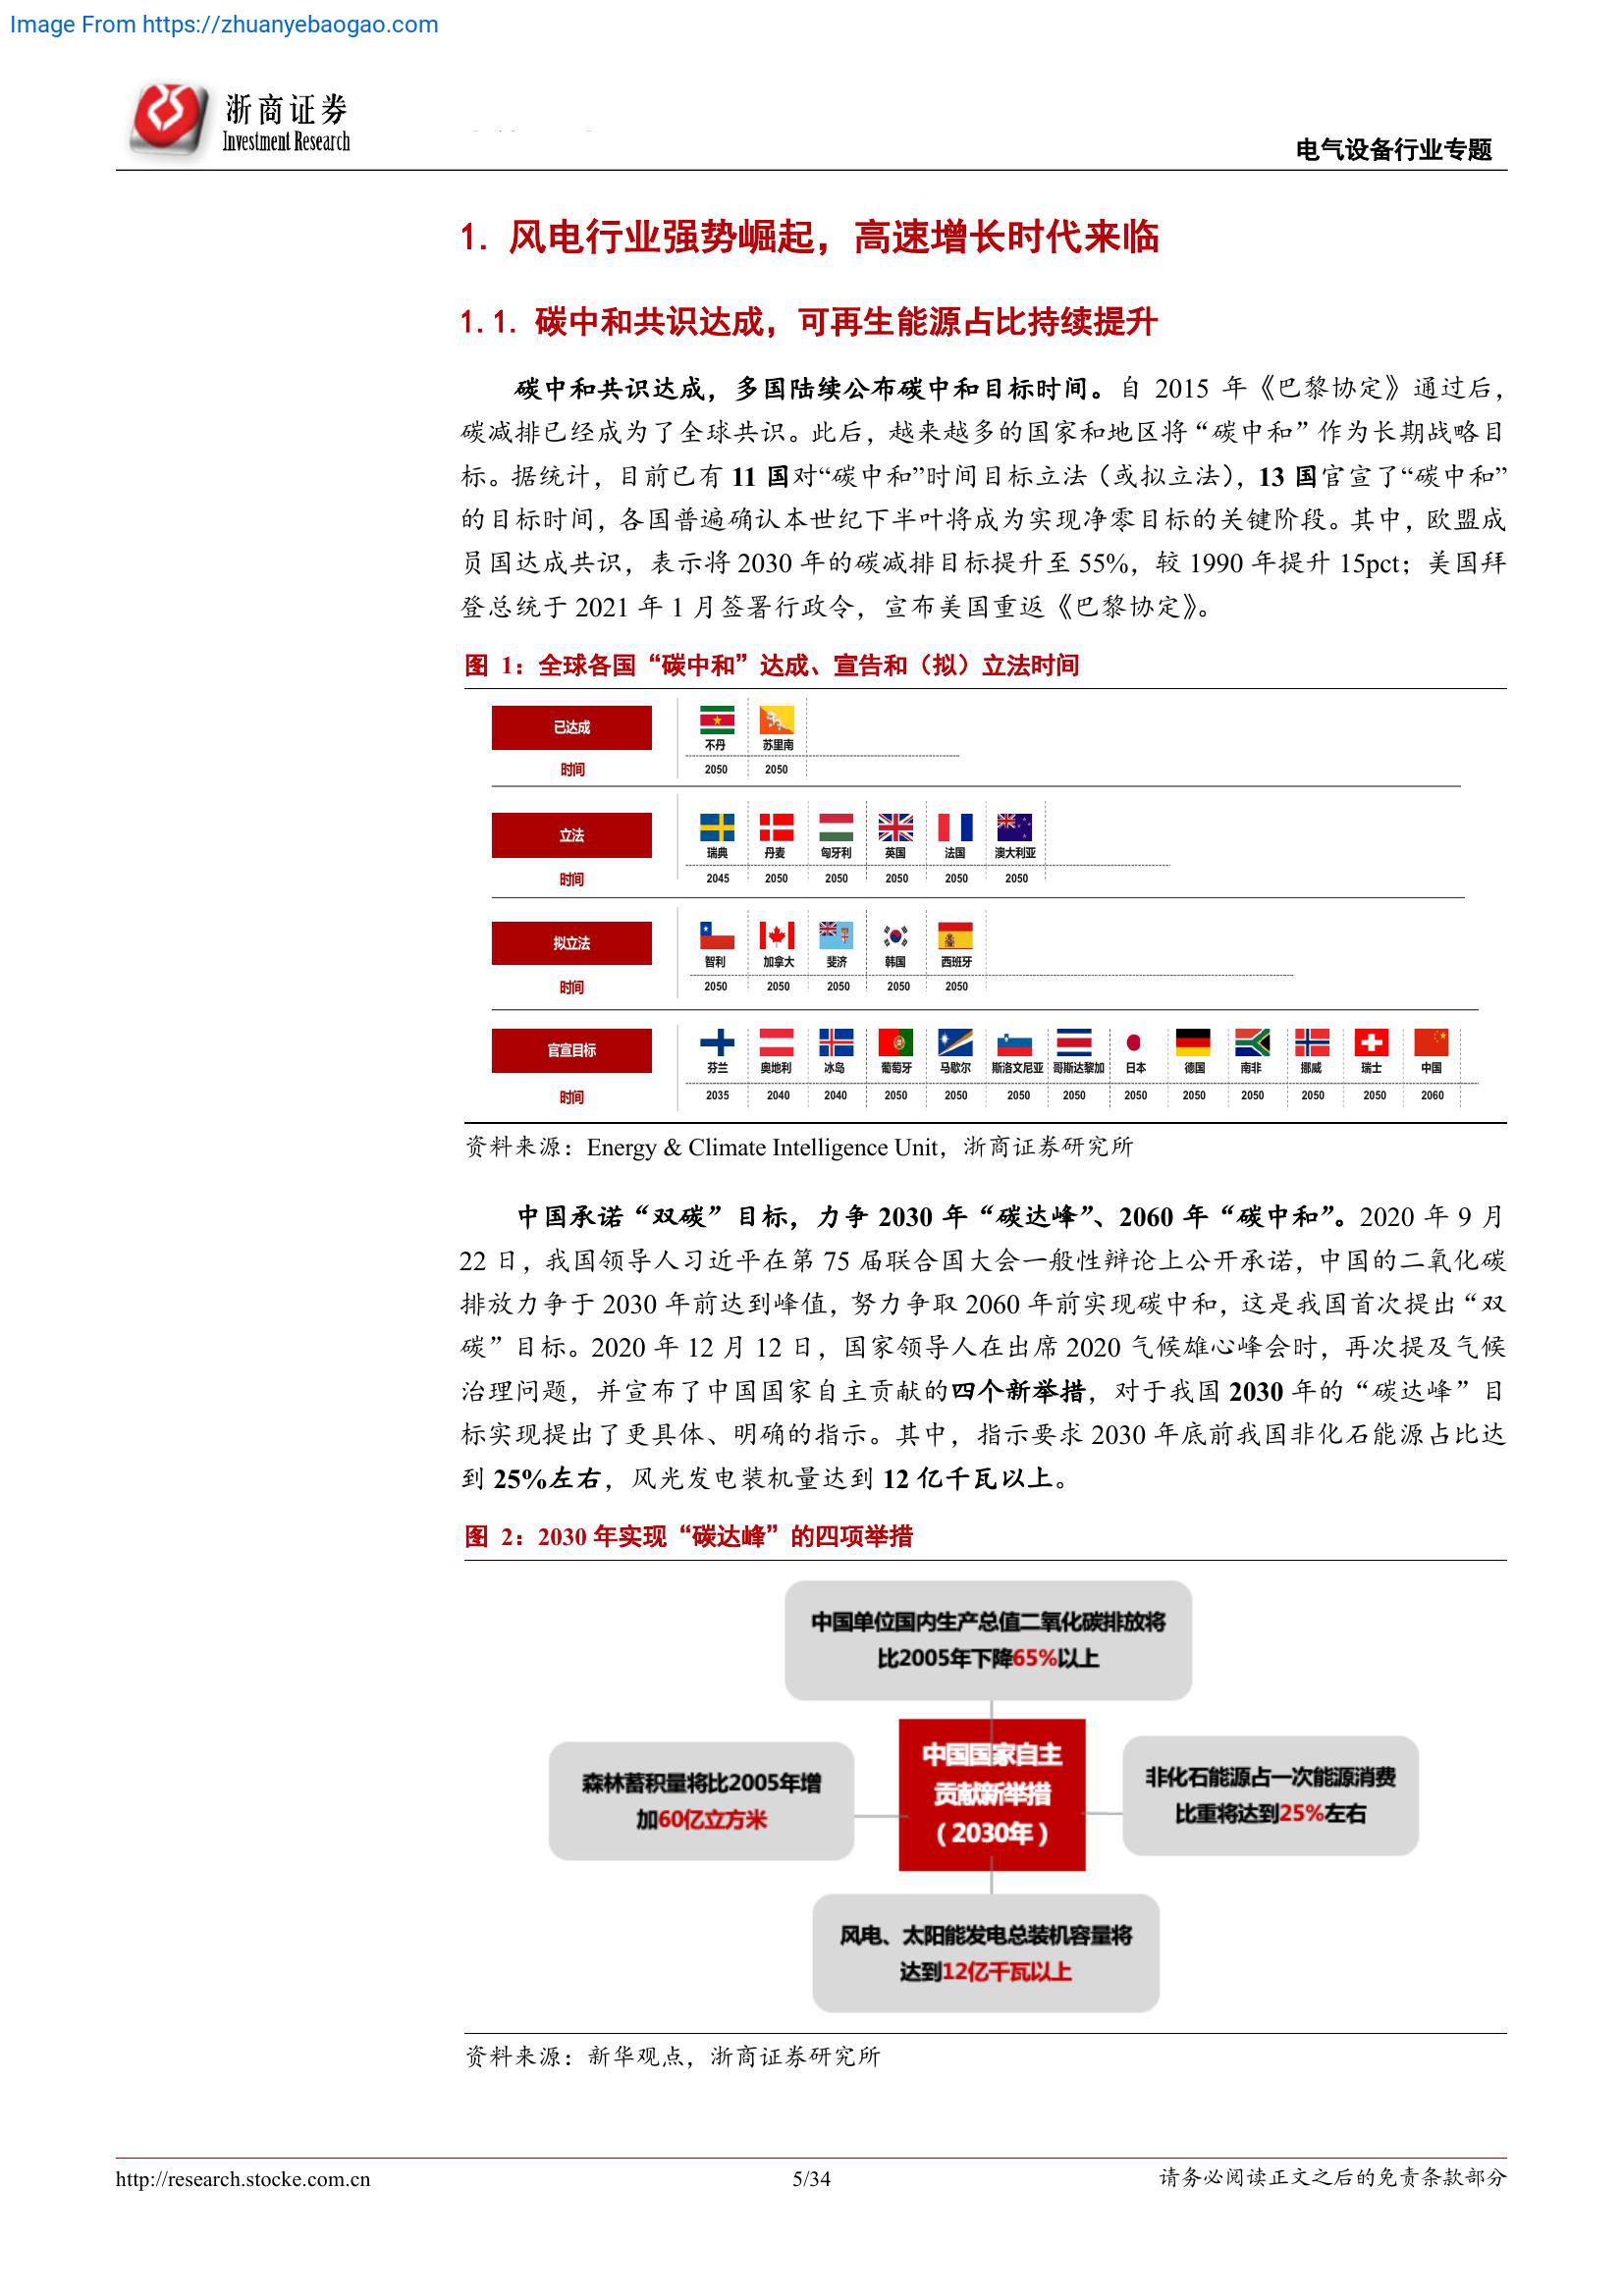 Image From https://zhuanyebaogao.com
浙商证券
Investment Research
电气设备行业专题
1. 风电行业强势崛起，高速增长时代来临
1.1. 碳中和共识达成，可再生能源占比持续提升
碳中和共识达成，多国陆续公布碳中和目标时间。自 2015 年《巴黎协定》通过后，
碳减排已经成为了全球共识。此后，越来越多的国家和地区将“碳中和”作为长期战略目
标。据统计，目前已有 11 国对“碳中和”时间目标立法（或拟立法），13 国官宣了“碳中和”
的目标时间，各国普遍确认本世纪下半叶将成为实现净零目标的关键阶段。其中，欧盟成
员国达成共识，表示将 2030 年的碳减排目标提升至 55%，较 1990 年提升 15pct；美国拜
登总统于 2021 年 1 月签署行政令，宣布美国重返《巴黎协定》。
图 1：全球各国“碳中和”达成、宣告和（拟）立法时间
已达成
不丹 苏里南
时间 2050 2050
立法
瑞典 丹麦 匈牙利 英国 法国 澳大利亚
时间 2045 2050 2050 2050 2050 2050
拟立法
智利 加拿大 斐济 韩国 西班牙
时间 2050 2050 2050 2050 2050
官宣目标
芬兰 奥地利 冰岛 葡萄牙 马歇尔 斯洛文尼亚 哥斯达黎加 日本 德国 南非 挪威 瑞士 中国
时间 2035 2040 2040 2050 2050 2050 2050 2050 2050 2050 2050 2050 2060
资料来源：Energy & Climate Intelligence Unit，浙商证券研究所
中国承诺“双碳”目标，力争 2030 年“碳达峰”、2060 年“碳中和”。2020 年 9 月
22 日，我国领导人习近平在第 75 届联合国大会一般性辩论上公开承诺，中国的二氧化碳
排放力争于 2030 年前达到峰值，努力争取 2060 年前实现碳中和，这是我国首次提出“双
碳”目标。2020 年 12 月 12 日，国家领导人在出席 2020 气候雄心峰会时，再次提及气候
治理问题，并宣布了中国国家自主贡献的四个新举措，对于我国 2030 年的“碳达峰”目
标实现提出了更具体、明确的指示。其中，指示要求 2030 年底前我国非化石能源占比达
到 25%左右，风光发电装机量达到 12 亿千瓦以上。
图 2：2030 年实现“碳达峰”的四项举措
中国单位国内生产总值二氧化碳排放将
比2005年下降65%以上
中国国家自主
贡献新举措
（2030年）
森林蓄积量将比2005年增
加60亿立方米
非化石能源占一次能源消费
比重将达到25%左右
风电、太阳能发电总装机容量将
达到12亿千瓦以上
资料来源：新华观点，浙商证券研究所
http://research.stocke.com.cn
5/34
请务必阅读正文之后的免责条款部分